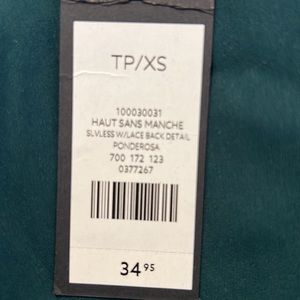 TP/XS
100030031
HAUT SANS MANCHE
SLVLESS W/LACE BACK DETAIL
PONDEROSA
700 172 123
0377267
34 95